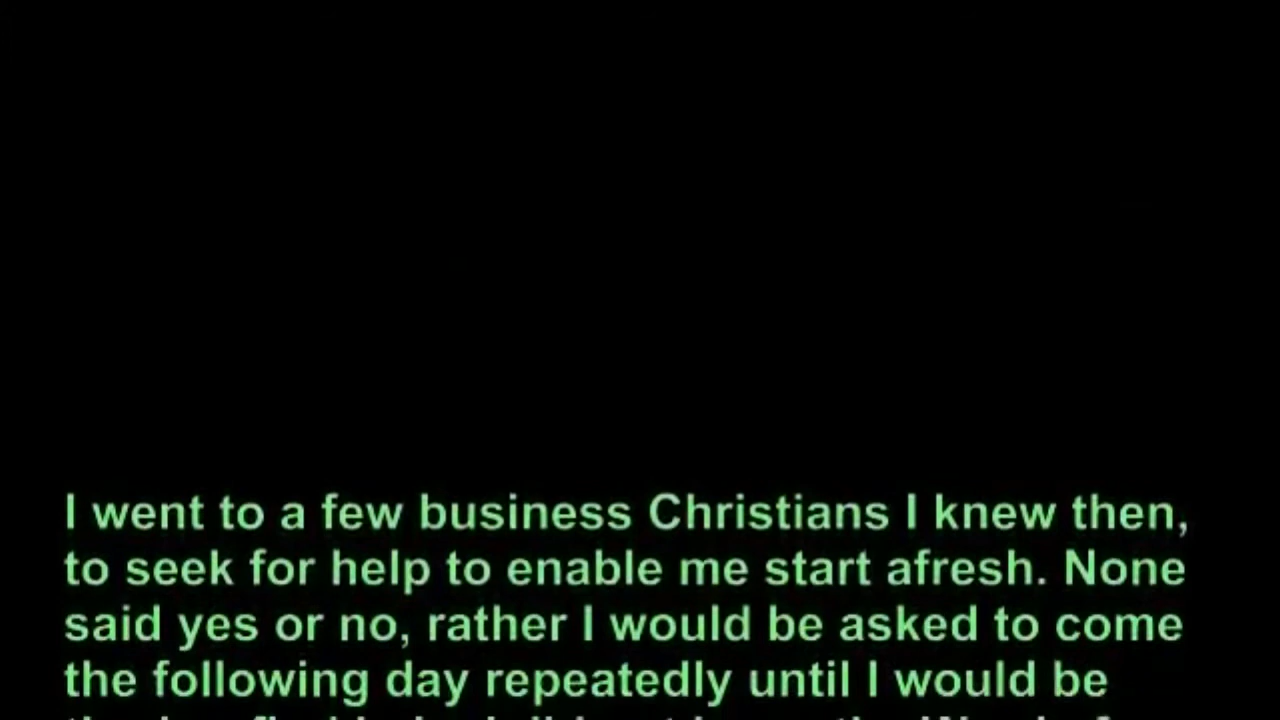 I went to a few business Christians I knew then,
to seek for help to enable me start afresh. None
said yes or no, rather I would be asked to come
the following day repeatedly until I would be